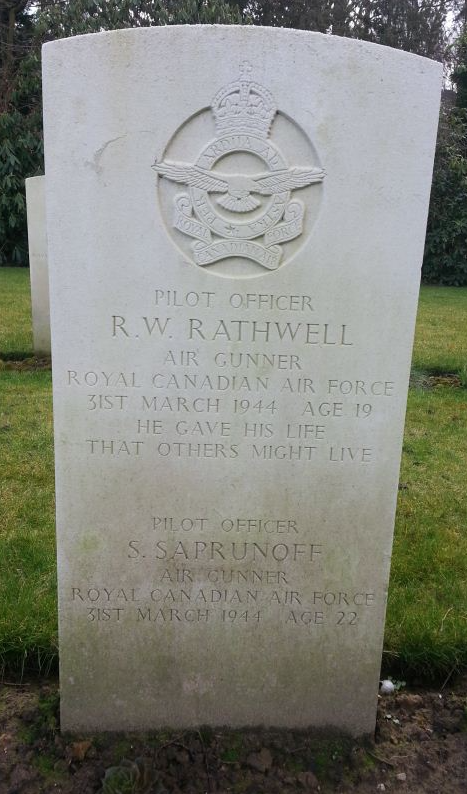 PER ARDUA AD ASTRA
ROYAL CANADIAN AIR FORCE
PILOT OFFICER
R.W. RATHWELL
AIR GUNNER
ROYAL CANADIAN AIR FORCE
31ST MARCH 1944 AGE 19
HE GAVE HIS LIFE
THAT OTHERS MIGHT LIVE
PILOT OFFICER
S. SAPRUNOFF
AIR GUNNER
ROYAL CANADIAN AIR FORCE
31ST MARCH 1944 AGE 22